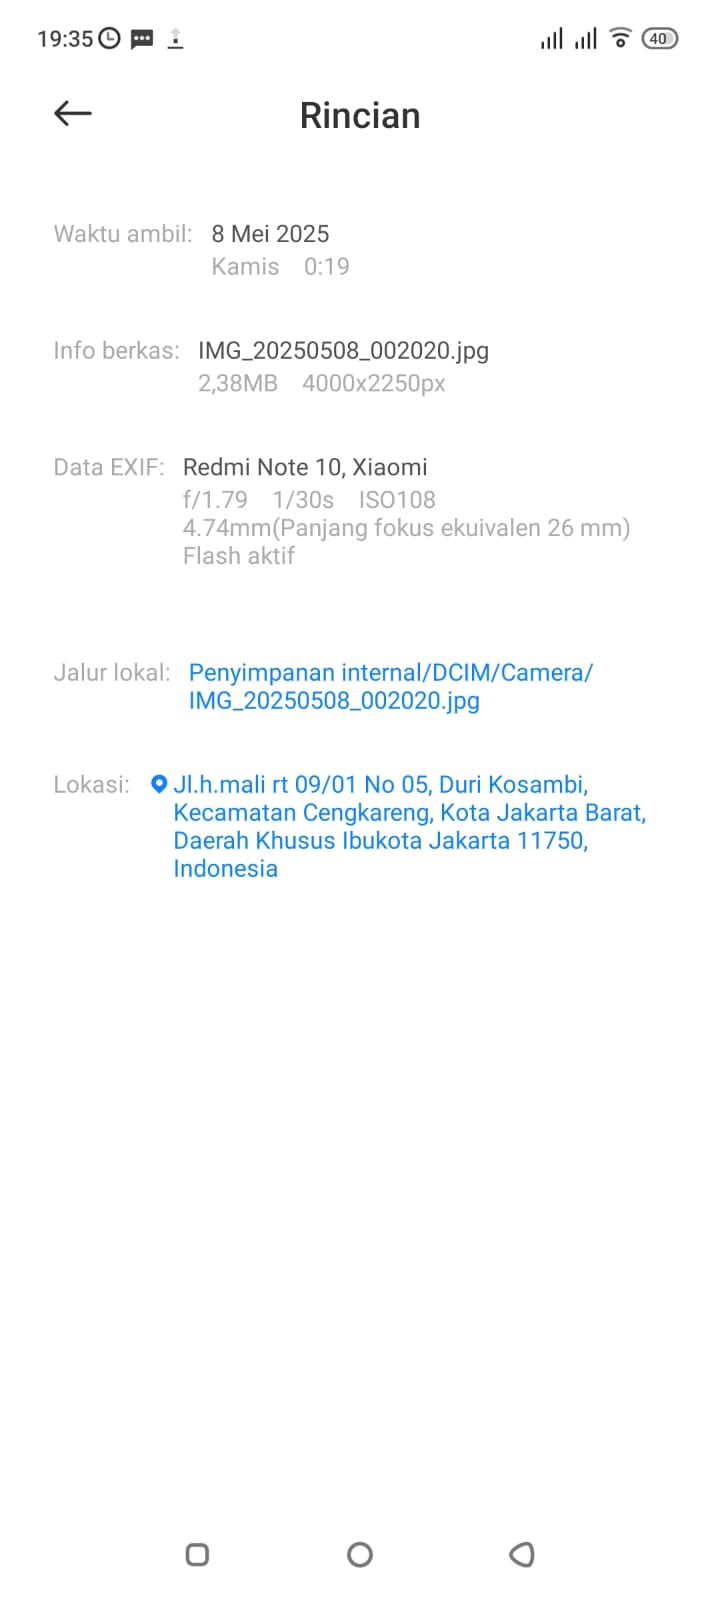 19:35
40
Rincian
Waktu ambil: 8 Mei 2025
Kamis 0:19
Info berkas: IMG_20250508_002020.jpg
2,38MB 4000x2250px
Data EXIF: Redmi Note 10, Xiaomi
f/1.79 1/30s ISO108
4.74mm(Panjang fokus ekuivalen 26 mm)
Flash aktif
Jalur lokal: Penyimpanan internal/DCIM/Camera/
IMG_20250508_002020.jpg
Lokasi: Jl.h.mali rt 09/01 No 05, Duri Kosambi,
Kecamatan Cengkareng, Kota Jakarta Barat,
Daerah Khusus Ibukota Jakarta 11750,
Indonesia